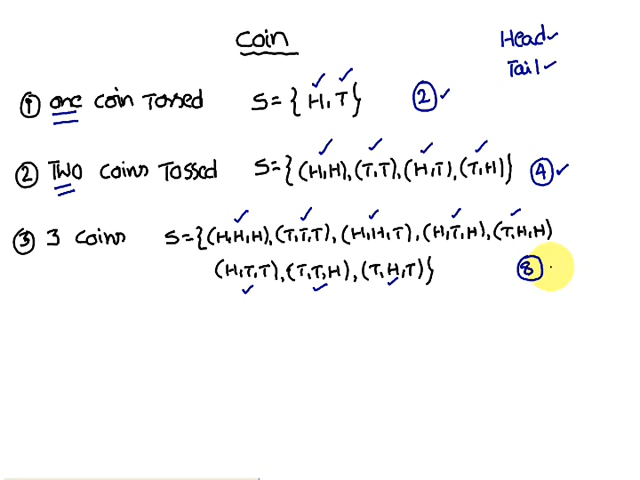 Coin
Head
Tail
① one coin Tossed S = { H, T } ②
② Two coins Tossed S = { (H,H), (T,T), (H,T), (T,H) } ④
③ 3 coins S = { (H,H,H), (T,T,T), (H,H,T), (H,T,H), (T,H,H)
(H,T,T), (T,T,H), (T,H,T) } ⑧